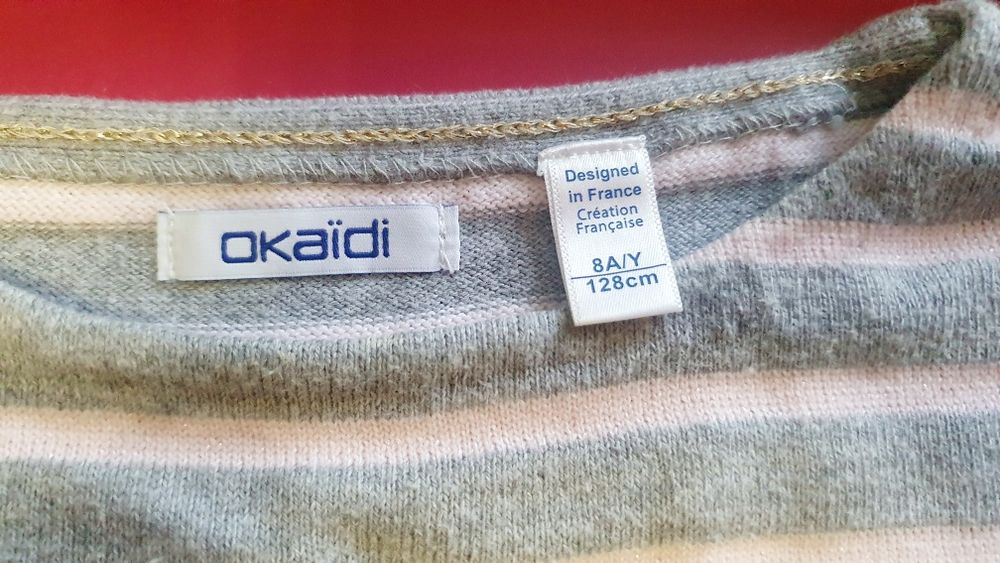 okaïdi
Designed
in France
Création
Française
8A/Y
128cm